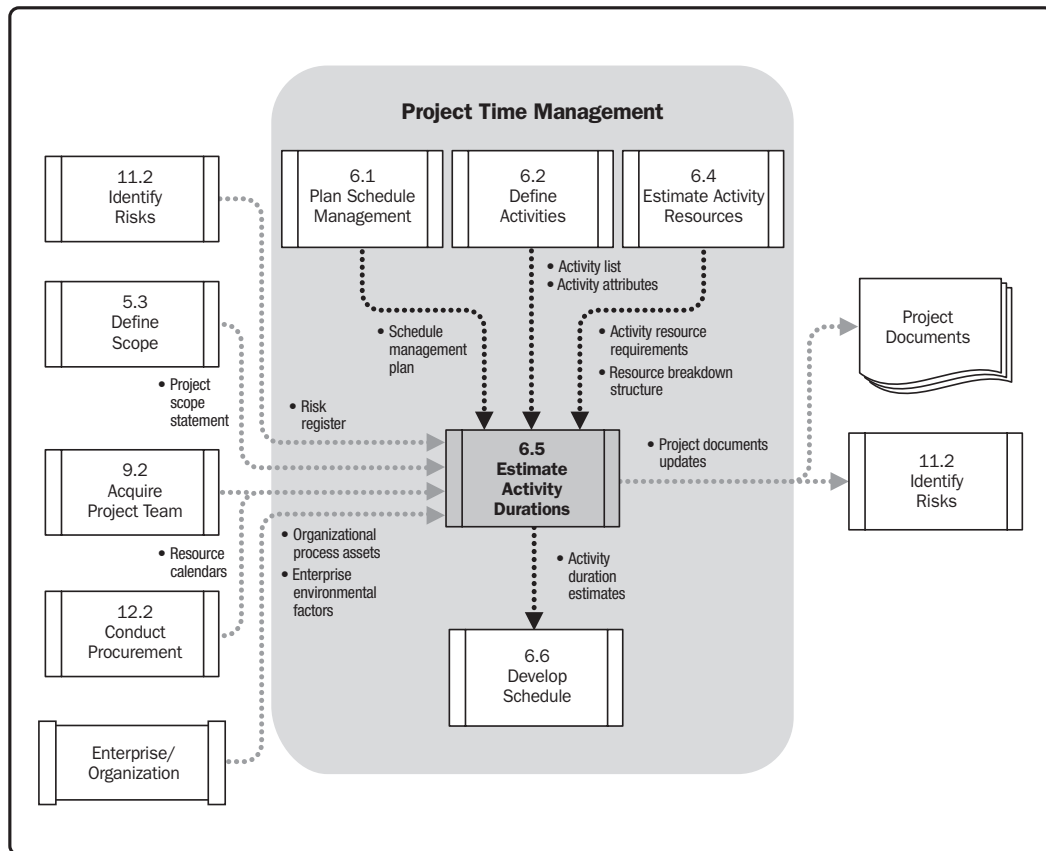 Project Time Management
11.2
Identify
Risks
6.1
Plan Schedule
Management
6.2
Define
Activities
6.4
Estimate Activity
Resources
• Activity list
• Activity attributes
5.3
Define
Scope
• Project
scope
statement
• Schedule
management
plan
• Activity resource
requirements
• Resource breakdown
structure
Project
Documents
• Risk
register
6.5
Estimate
Activity
Durations
• Project documents
updates
11.2
Identify
Risks
9.2
Acquire
Project Team
• Resource
calendars
• Organizational
process assets
• Enterprise
environmental
factors
• Activity
duration
estimates
12.2
Conduct
Procurement
6.6
Develop
Schedule
Enterprise/
Organization